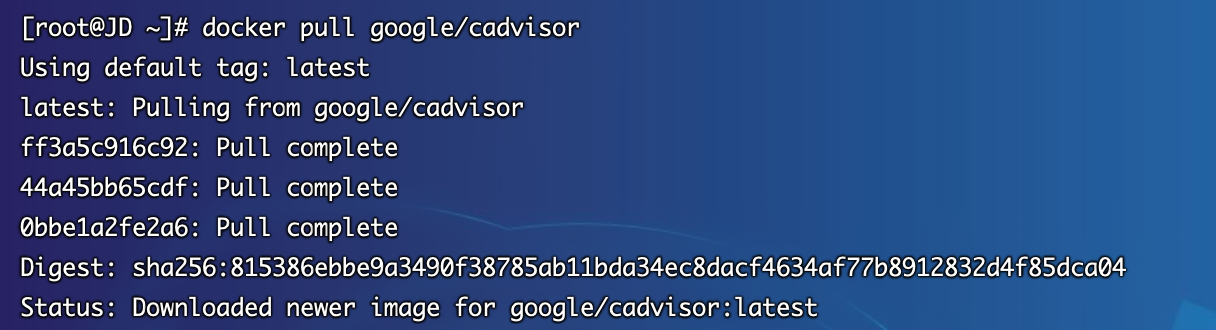 [root@JD ~]# docker pull google/cadvisor
Using default tag: latest
latest: Pulling from google/cadvisor
ff3a5c916c92: Pull complete
44a45bb65cdf: Pull complete
0bbe1a2fe2a6: Pull complete
Digest: sha256:815386ebbe9a3490f38785ab11bda34ec8dacf4634af77b8912832d4f85dca04
Status: Downloaded newer image for google/cadvisor:latest